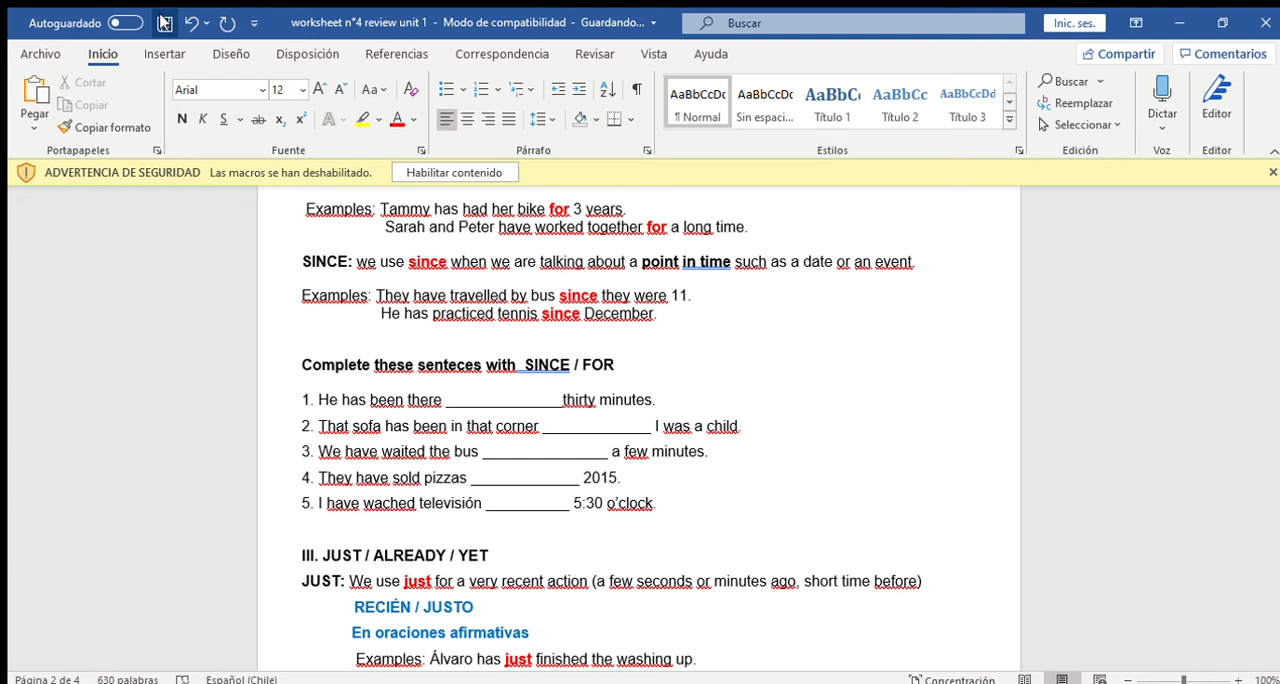 Autoguardado worksheet n°4 review unit 1 - Modo de compatibilidad - Guardando... Buscar Inic. ses.
Archivo Inicio Insertar Diseño Disposición Referencias Correspondencia Revisar Vista Ayuda Compartir Comentarios
Pegar
Cortar
Copiar
Copiar formato
Portapapeles
Arial 12 Aa
N K S ab x₂ x² A A
Fuente
Párrafo
AaBbCcDc AaBbCcDc AaBbC AaBbCc AaBbCcDd
¶ Normal Sin espaci... Título 1 Título 2 Título 3
Estilos
Buscar
Reemplazar
Seleccionar
Edición
Dictar
Voz
Editor
Editor
ADVERTENCIA DE SEGURIDAD Las macros se han deshabilitado. Habilitar contenido
Examples: Tammy has had her bike for 3 years.
Sarah and Peter have worked together for a long time.
SINCE: we use since when we are talking about a point in time such as a date or an event.
Examples: They have travelled by bus since they were 11.
He has practiced tennis since December.
Complete these senteces with SINCE / FOR
1. He has been there ______________thirty minutes.
2. That sofa has been in that corner _____________ I was a child.
3. We have waited the bus _______________ a few minutes.
4. They have sold pizzas _____________ 2015.
5. I have wached televisión __________ 5:30 o'clock.
III. JUST / ALREADY / YET
JUST: We use just for a very recent action (a few seconds or minutes ago, short time before)
RECIÉN / JUSTO
En oraciones afirmativas
Examples: Álvaro has just finished the washing up.
Página 2 de 4 630 palabras Español (Chile) Concentración 100%